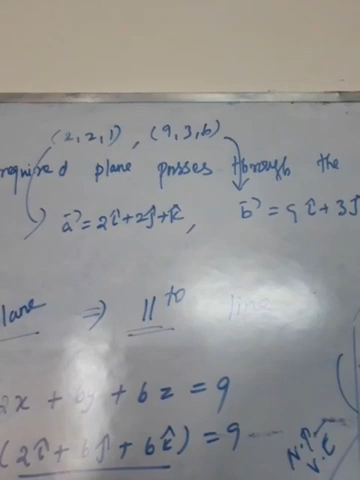 (2,2,1) , (9,3,6)
required plane passes through the
a⃗ = 2î+2ĵ+k̂ , b⃗ = 9î+3ĵ
lane ⇒ || to line
2x + 6y + 6z = 9
(2î + 6ĵ + 6k̂) = 9